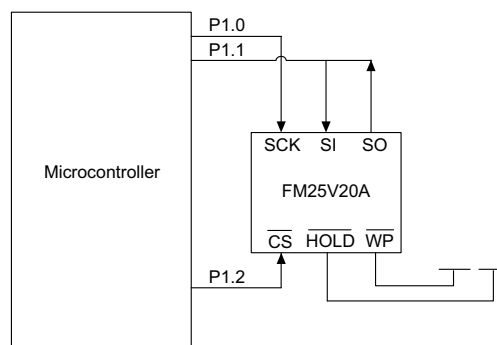 P1.0
P1.1
SCK SI SO
Microcontroller
FM25V20A
CS HOLD WP
P1.2